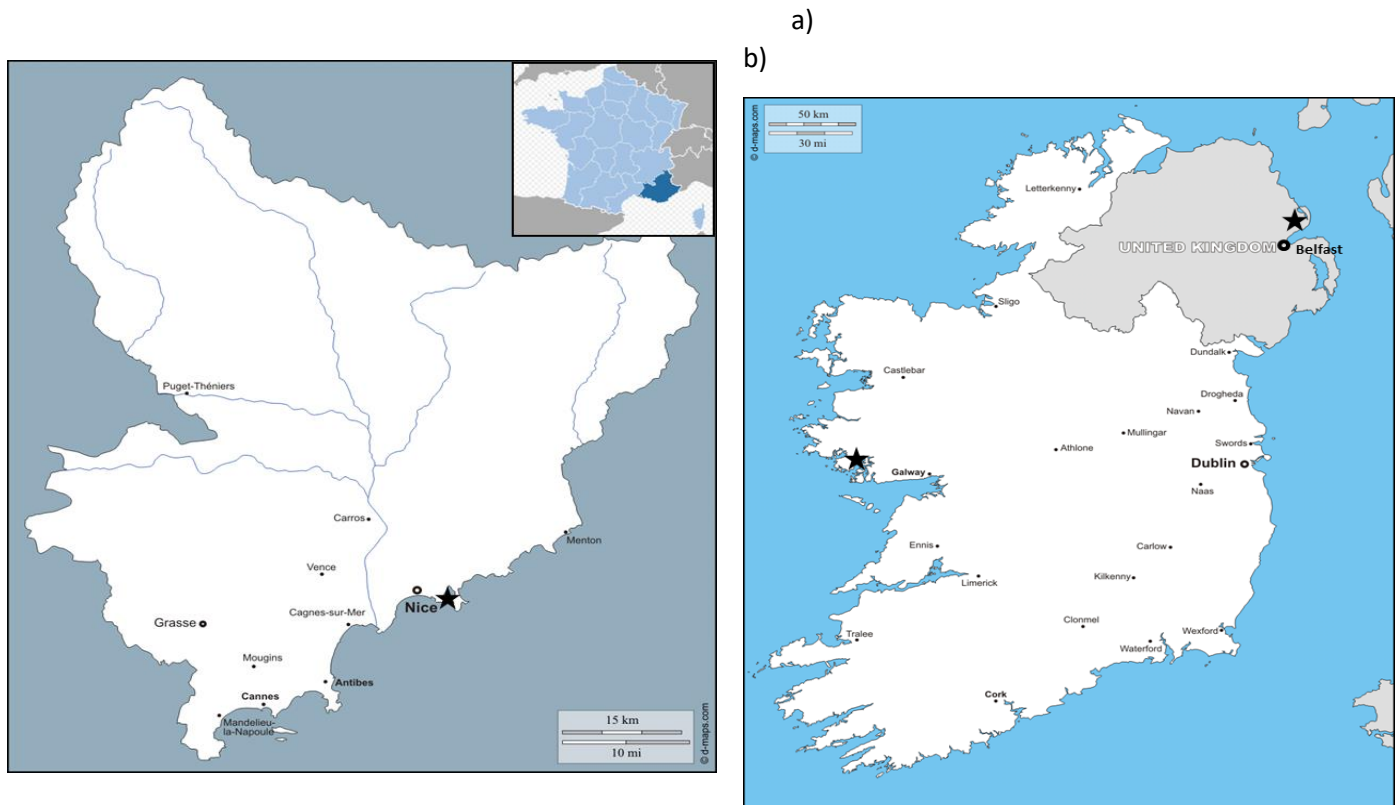 a)
b)
Puget-Théniers
Carros
Menton
Vence
Nice
Cagnes-sur-Mer
Grasse
Mougins
Antibes
Cannes
Mandelieu-
la-Napoule
15 km
10 mi
© d-maps.com
50 km
30 mi
© d-maps.com
Letterkenny
UNITED KINGDOM
Belfast
Sligo
Dundalk
Castlebar
Drogheda
Navan
Mullingar
Swords
Athlone
Dublin
Galway
Naas
Ennis
Carlow
Limerick
Kilkenny
Clonmel
Tralee
Wexford
Waterford
Cork